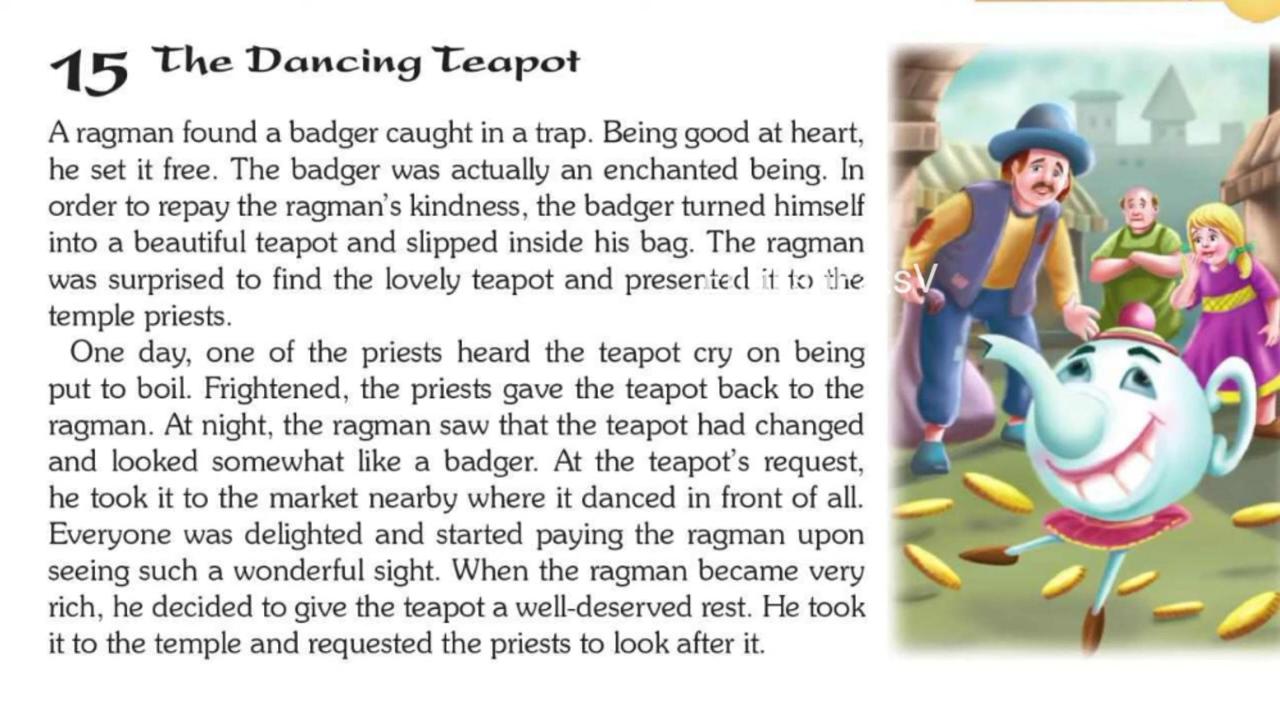 15 The Dancing Teapot
A ragman found a badger caught in a trap. Being good at heart,
he set it free. The badger was actually an enchanted being. In
order to repay the ragman's kindness, the badger turned himself
into a beautiful teapot and slipped inside his bag. The ragman
was surprised to find the lovely teapot and presented it to the
temple priests.
One day, one of the priests heard the teapot cry on being
put to boil. Frightened, the priests gave the teapot back to the
ragman. At night, the ragman saw that the teapot had changed
and looked somewhat like a badger. At the teapot's request,
he took it to the market nearby where it danced in front of all.
Everyone was delighted and started paying the ragman upon
seeing such a wonderful sight. When the ragman became very
rich, he decided to give the teapot a well-deserved rest. He took
it to the temple and requested the priests to look after it.